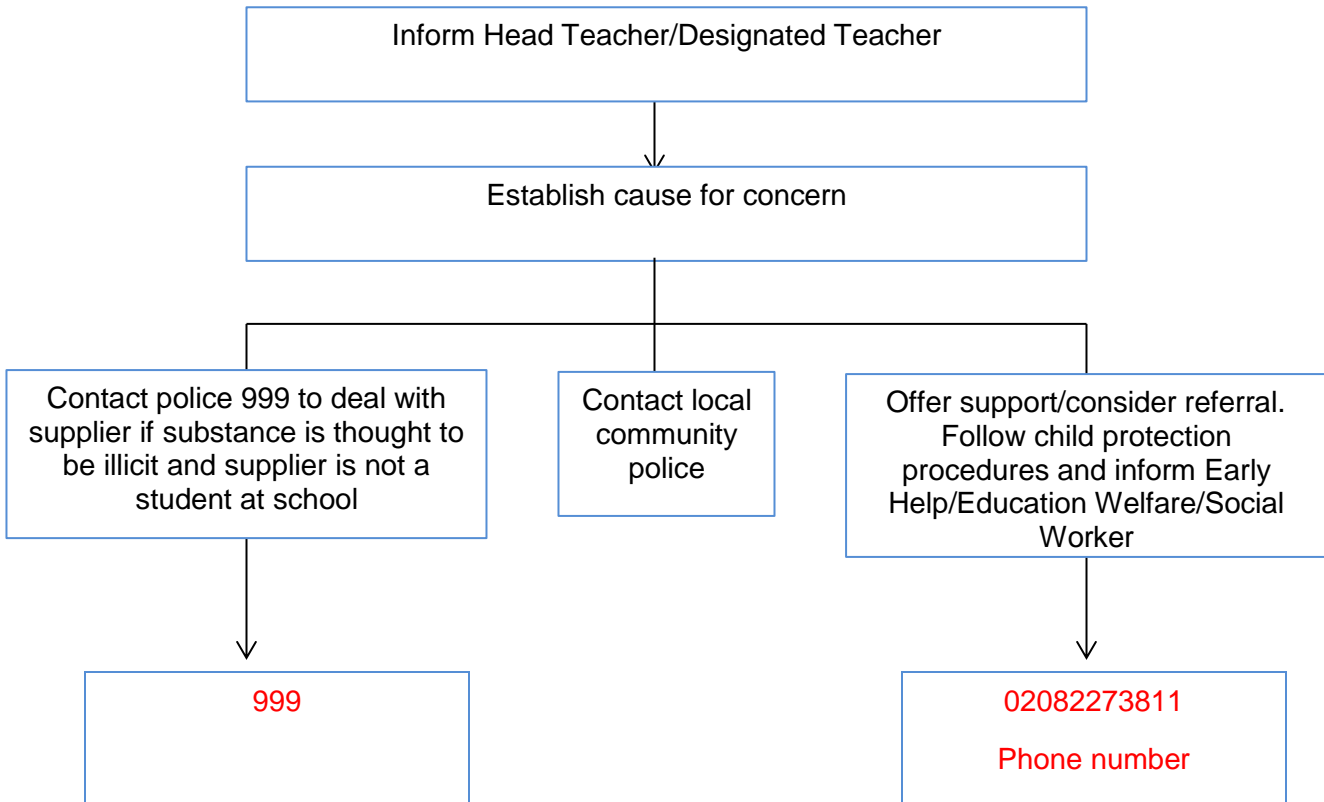 Inform Head Teacher/Designated Teacher
Establish cause for concern
Contact police 999 to deal with
supplier if substance is thought to
be illicit and supplier is not a
student at school
Contact local
community
police
Offer support/consider referral.
Follow child protection
procedures and inform Early
Help/Education Welfare/Social
Worker
999
02082273811
Phone number